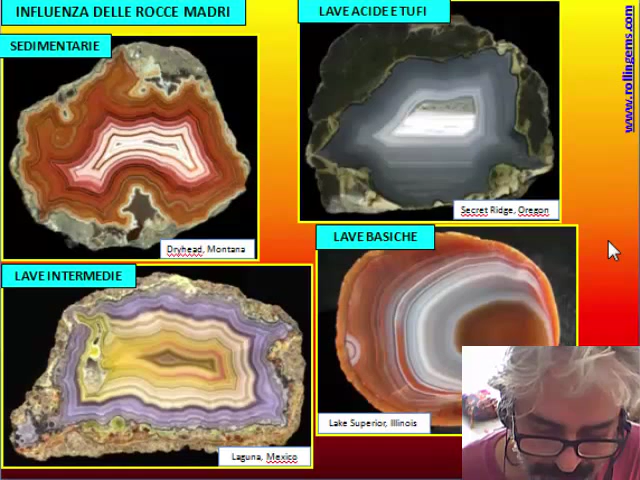 INFLUENZA DELLE ROCCE MADRI
LAVE ACIDE E TUFI
SEDIMENTARIE
www.rollingems.com
Secret Ridge, Oregon
Dryhead, Montana
LAVE BASICHE
LAVE INTERMEDIE
Lake Superior, Illinois
Laguna, Mexico